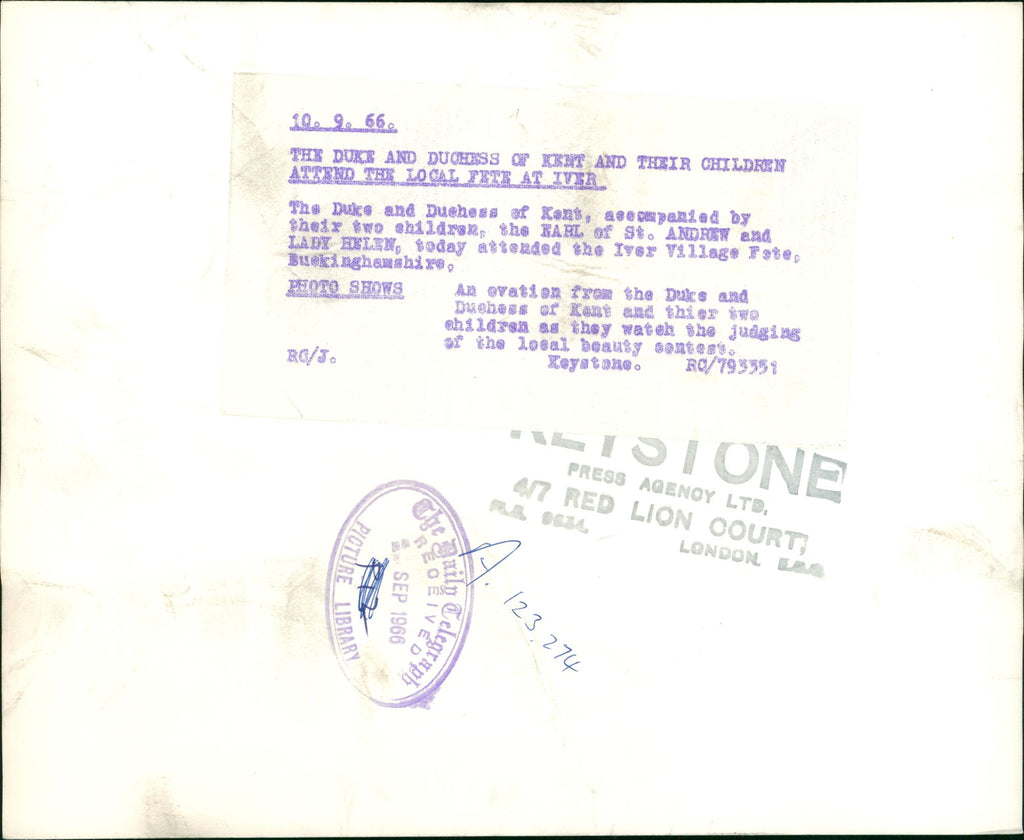 10. 9. 66.
THE DUKE AND DUCHESS OF KENT AND THEIR CHILDREN
ATTEND THE LOCAL FETE AT IVER
The Duke and Duchess of Kent, accompanied by
their two children, the EARL of St. ANDREW and
LADY HELEN, today attended the Iver Village Fete,
Buckinghamshire,
PHOTO SHOWS
An ovation from the Duke and
Duchess of Kent and thier two
children as they watch the judging
of the local beauty contest.
RG/J.
Keystone. RC/793351
KEYSTONE
PRESS AGENCY LTD,
4/7 RED LION COURT,
LONDON.
The Daily Telegraph
RECEIVED
SEP 1966
PICTURE LIBRARY
A. 123,274